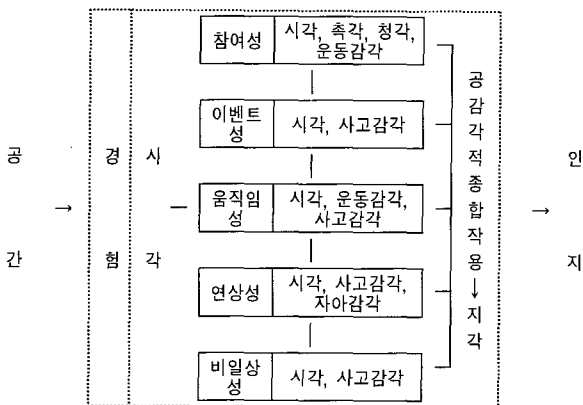 공간
→
경험
시각
참여성
시각, 촉각, 청각,
운동감각
이벤트
성
시각, 사고감각
움직임
성
시각, 운동감각,
사고감각
연상성
시각, 사고감각,
자아감각
비일상
성
시각, 사고감각
공감각적종합작용→지각
→
인지